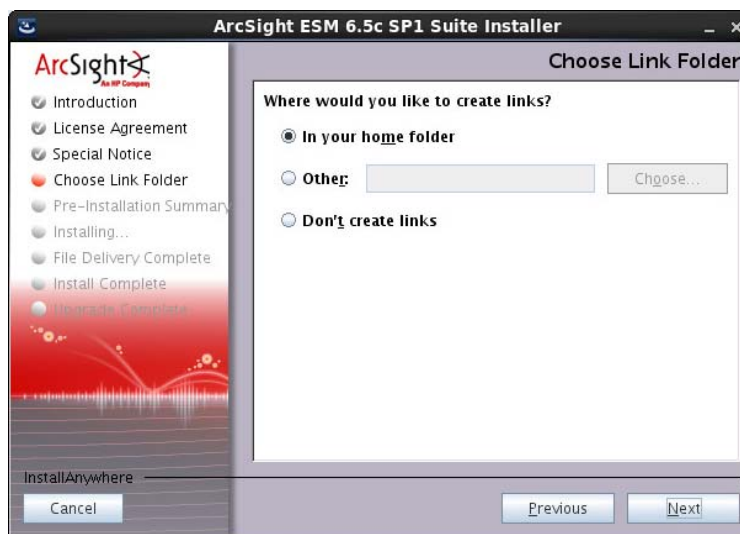 ArcSight ESM 6.5c SP1 Suite Installer
Choose Link Folder
ArcSight
An HP Company
Introduction
License Agreement
Special Notice
Choose Link Folder
Pre-Installation Summary
Installing...
File Delivery Complete
Install Complete
Upgrade Complete
Where would you like to create links?
In your home folder
Other:
Choose...
Don't create links
InstallAnywhere
Cancel
Previous
Next